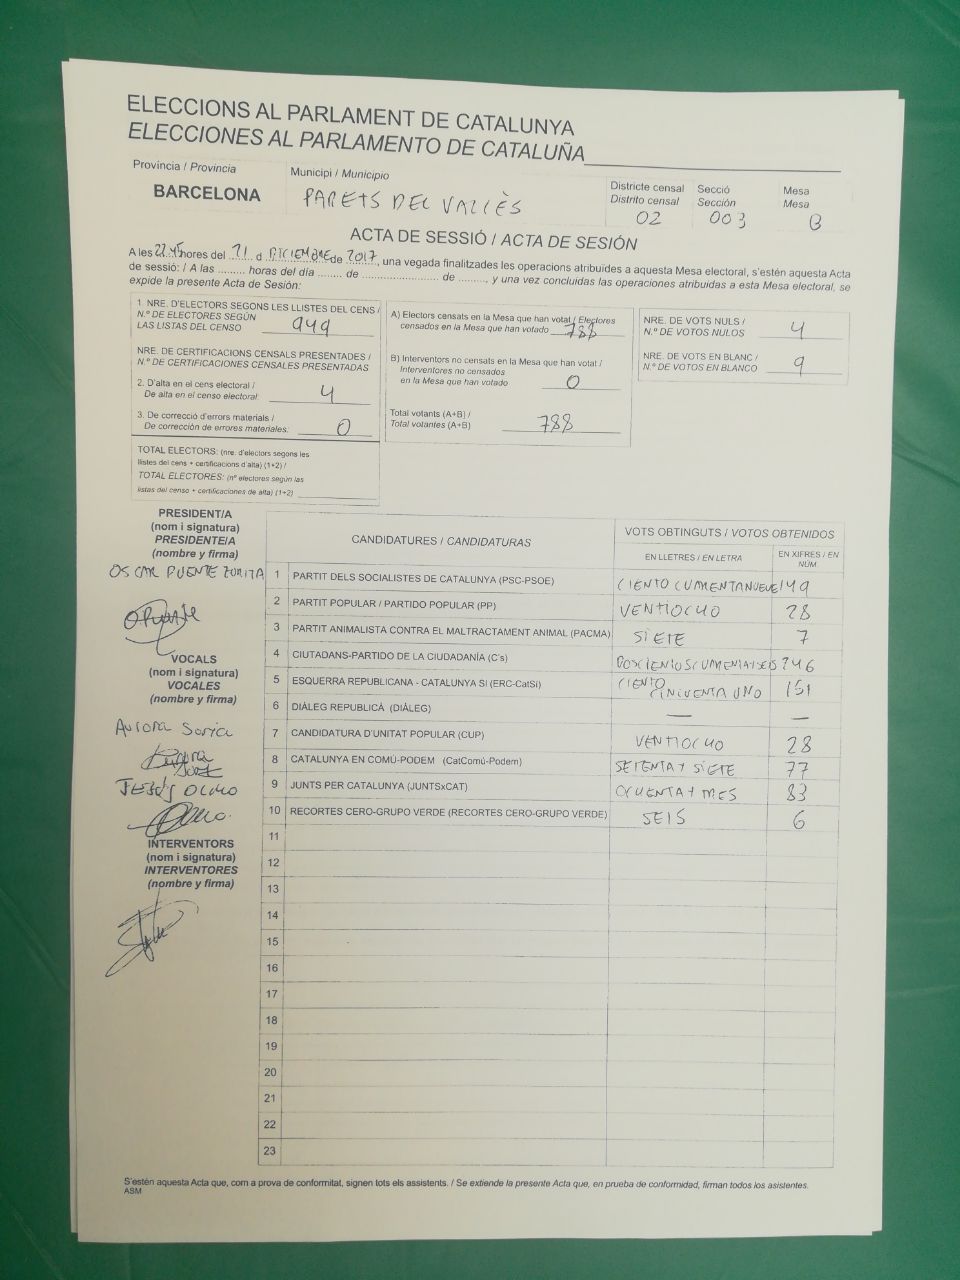 ELECCIONS AL PARLAMENT DE CATALUNYA
ELECCIONES AL PARLAMENTO DE CATALUÑA
Provincia / Provincia
BARCELONA
Municipi / Municipio
PARETS DEL VALLÈS
Districte censal
Distrito censal
02
Secció
Sección
003
Mesa
Mesa
B
ACTA DE SESSIÓ / ACTA DE SESIÓN
A les 22:45 hores del 21 d DICIEMBRE de 2017, una vegada finalitzades les operacions atribuïdes a aquesta Mesa electoral, s'estén aquesta Acta
de sessió: / A las ......... horas del día ....... de ..................... de ........, y una vez concluidas las operaciones atribuidas a esta Mesa electoral, se
expide la presente Acta de Sesión:
1. NRE. D'ELECTORS SEGONS LES LLISTES DEL CENS /
N.º DE ELECTORES SEGÚN
LAS LISTAS DEL CENSO 949
NRE. DE CERTIFICACIONS CENSALS PRESENTADES /
N.º DE CERTIFICACIONES CENSALES PRESENTADAS
2. D'alta en el cens electoral /
De alta en el censo electoral: 4
3. De correcció d'errors materials /
De corrección de errores materiales: 0
TOTAL ELECTORS: (nre. d'electors segons les
llistes del cens + certificacions d'alta) (1+2) /
TOTAL ELECTORES: (nº electores según las
listas del censo + certificaciones de alta) (1+2)
A) Electors censats en la Mesa que han votat / Electores
censados en la Mesa que han votado 788
B) Interventors no censats en la Mesa que han votat /
Interventores no censados
en la Mesa que han votado 0
Total votants (A+B) /
Total votantes (A+B) 788
NRE. DE VOTS NULS /
N.º DE VOTOS NULOS 4
NRE. DE VOTS EN BLANC /
N.º DE VOTOS EN BLANCO 9
PRESIDENT/A
(nom i signatura)
PRESIDENTE/A
(nombre y firma)
OSCAR PUENTE ZORITA
VOCALS
(nom i signatura)
VOCALES
(nombre y firma)
Aurora Soria
JESÚS OLMO
INTERVENTORS
(nom i signatura)
INTERVENTORES
(nombre y firma)
CANDIDATURES / CANDIDATURAS
VOTS OBTINGUTS / VOTOS OBTENIDOS
EN LLETRES / EN LETRA
EN XIFRES / EN NÚM.
1 PARTIT DELS SOCIALISTES DE CATALUNYA (PSC-PSOE) CIENTO CUARENTANUEVE 149
2 PARTIT POPULAR / PARTIDO POPULAR (PP) VENTIOCHO 28
3 PARTIT ANIMALISTA CONTRA EL MALTRACTAMENT ANIMAL (PACMA) SIETE 7
4 CIUTADANS-PARTIDO DE LA CIUDADANÍA (C's) DOSCIENTOS CUARENTAISEIS 246
5 ESQUERRA REPUBLICANA - CATALUNYA SÍ (ERC-CatSí) CIENTO CINCUENTA UNO 151
6 DIÀLEG REPUBLICÀ (DIÀLEG) — —
7 CANDIDATURA D'UNITAT POPULAR (CUP) VENTIOCHO 28
8 CATALUNYA EN COMÚ-PODEM (CatComú-Podem) SETENTA Y SIETE 77
9 JUNTS PER CATALUNYA (JUNTSxCAT) OCHENTA Y TRES 83
10 RECORTES CERO-GRUPO VERDE (RECORTES CERO-GRUPO VERDE) SEIS 6
11
12
13
14
15
16
17
18
19
20
21
22
23
S'estén aquesta Acta que, com a prova de conformitat, signen tots els assistents. / Se extiende la presente Acta que, en prueba de conformidad, firman todos los asistentes.
ASM